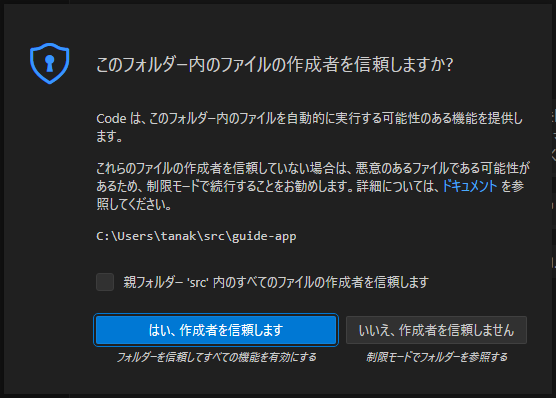 このフォルダー内のファイルの作成者を信頼しますか?
Code は、このフォルダー内のファイルを自動的に実行する可能性のある機能を提供し
ます。
これらのファイルの作成者を信頼していない場合は、悪意のあるファイルである可能性が
あるため、制限モードで続行することをお勧めします。詳細については、ドキュメント を参
照してください。
C:\Users\tanak\src\guide-app
親フォルダー 'src' 内のすべてのファイルの作成者を信頼します
はい、作成者を信頼します
いいえ、作成者を信頼しません
フォルダーを信頼してすべての機能を有効にする
制限モードでフォルダーを参照する